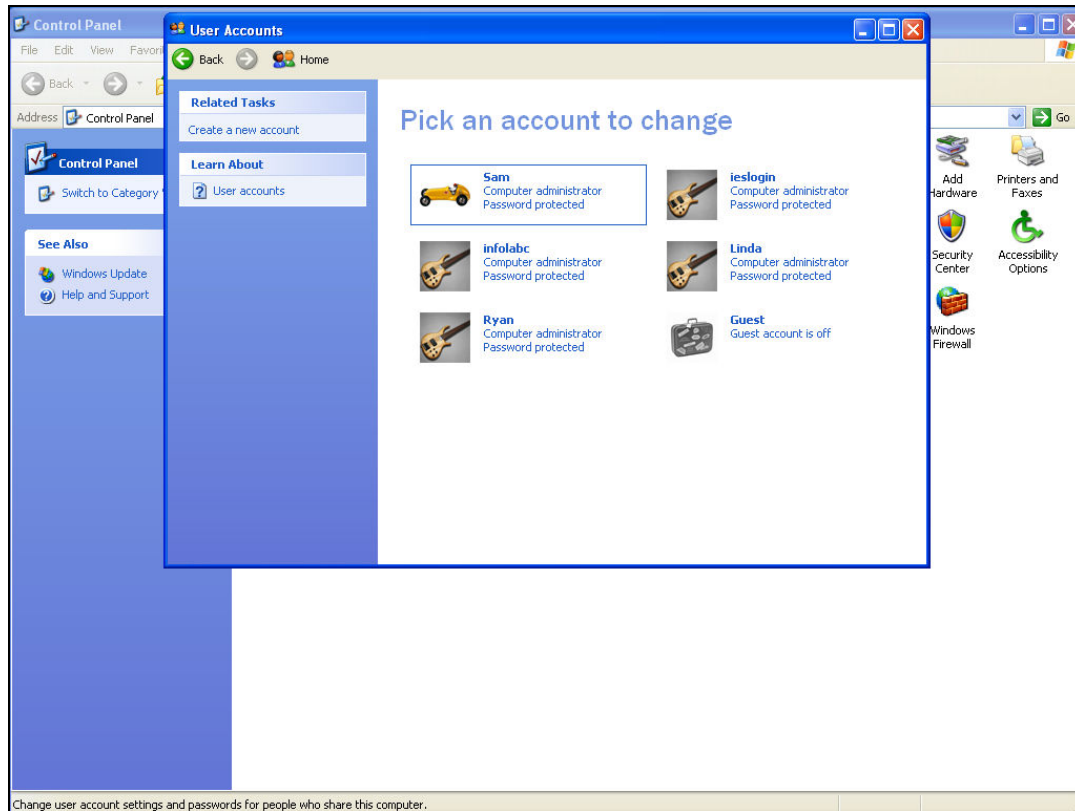 Control Panel
File Edit View Favori
Back
Address Control Panel
Go
Control Panel
Switch to Category
See Also
Windows Update
Help and Support
User Accounts
Back Home
Related Tasks
Create a new account
Learn About
User accounts
Pick an account to change
Sam
Computer administrator
Password protected
ieslogin
Computer administrator
Password protected
infolabc
Computer administrator
Password protected
Linda
Computer administrator
Password protected
Ryan
Computer administrator
Password protected
Guest
Guest account is off
Add
Hardware
Printers and
Faxes
Security
Center
Accessibility
Options
Windows
Firewall
Change user account settings and passwords for people who share this computer.